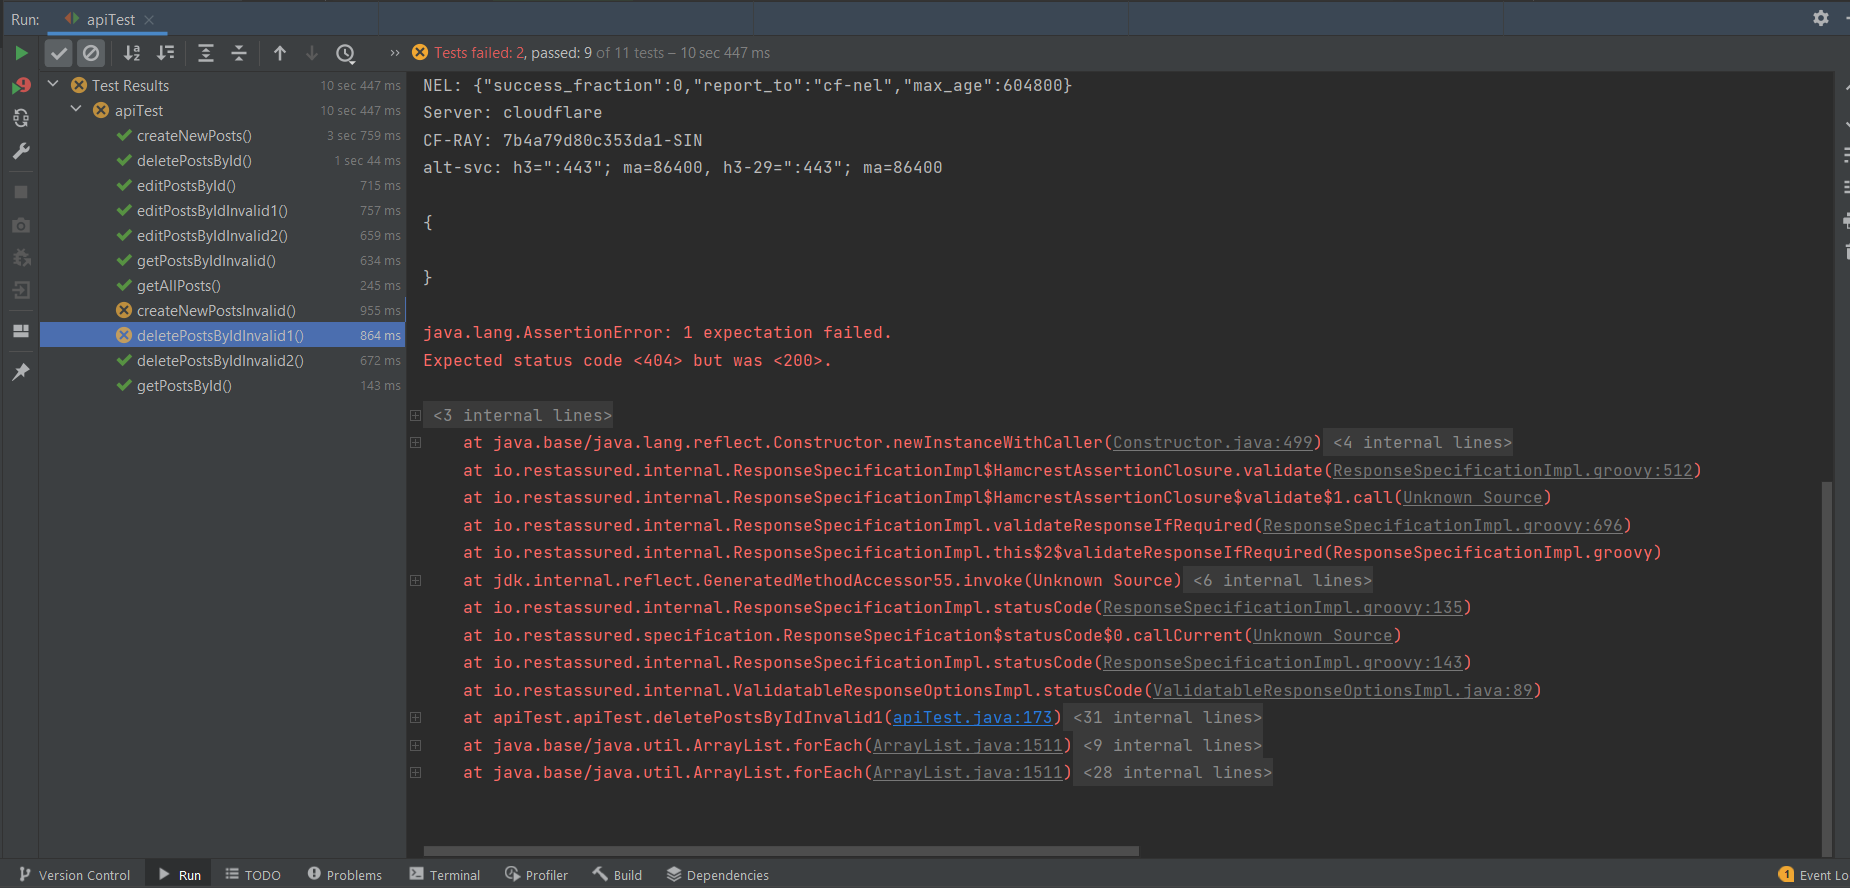 Run: apiTest
Tests failed: 2, passed: 9 of 11 tests – 10 sec 447 ms
Test Results 10 sec 447 ms
apiTest 10 sec 447 ms
createNewPosts() 3 sec 759 ms
deletePostsById() 1 sec 44 ms
editPostsById() 715 ms
editPostsByIdInvalid1() 757 ms
editPostsByIdInvalid2() 659 ms
getPostsByIdInvalid() 634 ms
getAllPosts() 245 ms
createNewPostsInvalid() 955 ms
deletePostsByIdInvalid1() 864 ms
deletePostsByIdInvalid2() 672 ms
getPostsById() 143 ms
NEL: {"success_fraction":0,"report_to":"cf-nel","max_age":604800}
Server: cloudflare
CF-RAY: 7b4a79d80c353da1-SIN
alt-svc: h3=":443"; ma=86400, h3-29=":443"; ma=86400
{
}
java.lang.AssertionError: 1 expectation failed.
Expected status code <404> but was <200>.
<3 internal lines>
at java.base/java.lang.reflect.Constructor.newInstanceWithCaller(Constructor.java:499) <4 internal lines>
at io.restassured.internal.ResponseSpecificationImpl$HamcrestAssertionClosure.validate(ResponseSpecificationImpl.groovy:512)
at io.restassured.internal.ResponseSpecificationImpl$HamcrestAssertionClosure$validate$1.call(Unknown Source)
at io.restassured.internal.ResponseSpecificationImpl.validateResponseIfRequired(ResponseSpecificationImpl.groovy:696)
at io.restassured.internal.ResponseSpecificationImpl.this$2$validateResponseIfRequired(ResponseSpecificationImpl.groovy)
at jdk.internal.reflect.GeneratedMethodAccessor55.invoke(Unknown Source) <6 internal lines>
at io.restassured.internal.ResponseSpecificationImpl.statusCode(ResponseSpecificationImpl.groovy:135)
at io.restassured.specification.ResponseSpecification$statusCode$0.callCurrent(Unknown Source)
at io.restassured.internal.ResponseSpecificationImpl.statusCode(ResponseSpecificationImpl.groovy:143)
at io.restassured.internal.ValidatableResponseOptionsImpl.statusCode(ValidatableResponseOptionsImpl.java:89)
at apiTest.apiTest.deletePostsByIdInvalid1(apiTest.java:173) <31 internal lines>
at java.base/java.util.ArrayList.forEach(ArrayList.java:1511) <9 internal lines>
at java.base/java.util.ArrayList.forEach(ArrayList.java:1511) <28 internal lines>
Version Control Run TODO Problems Terminal Profiler Build Dependencies 1 Event Lo